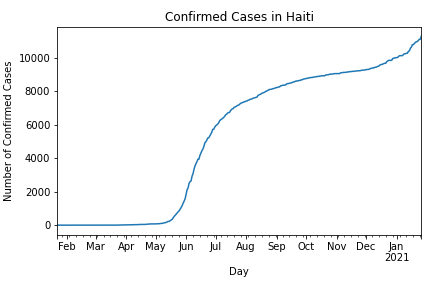 Confirmed Cases in Haiti
Number of Confirmed Cases
10000
8000
6000
4000
2000
0
Feb Mar Apr May Jun Jul Aug Sep Oct Nov Dec Jan
2021
Day